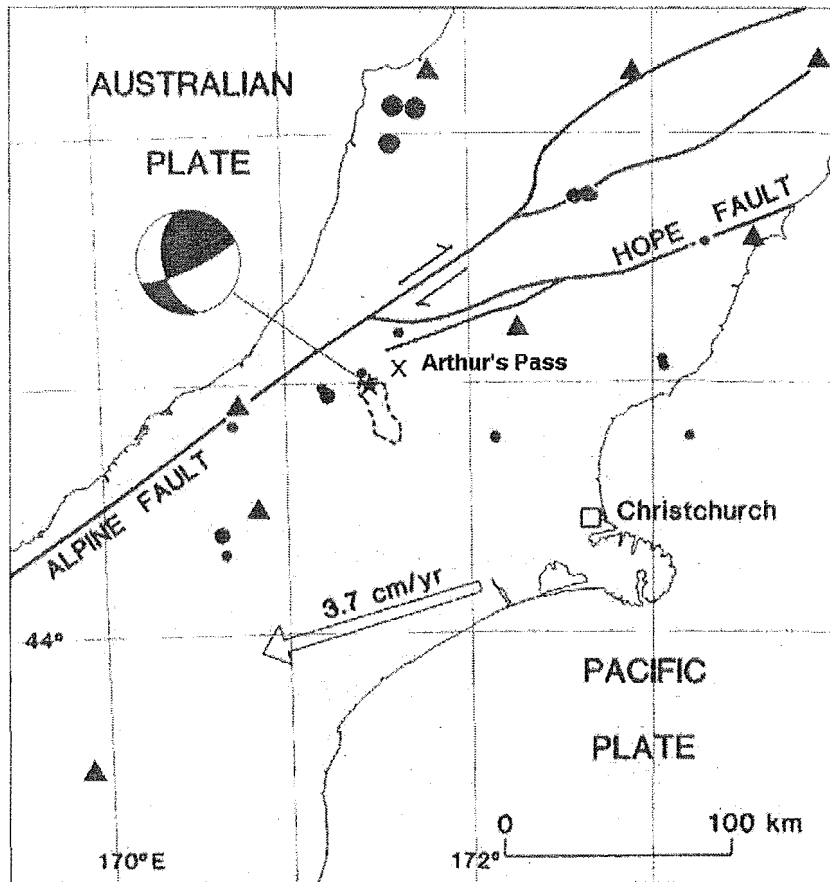 AUSTRALIAN
PLATE
HOPE FAULT
Arthur's Pass
ALPINE FAULT
Christchurch
3.7 cm/yr
44°
PACIFIC
PLATE
0 100 km
170°E 172°